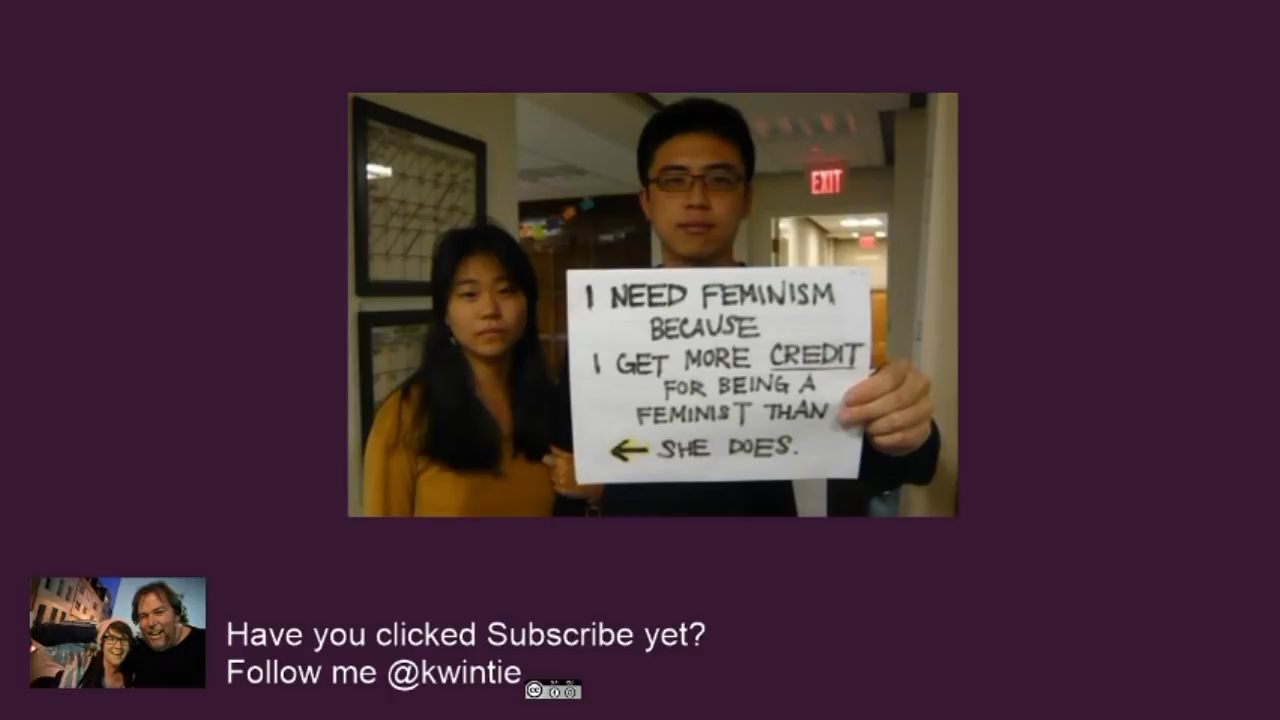 EXIT
I NEED FEMINISM
BECAUSE
I GET MORE CREDIT
FOR BEING A
FEMINIST THAN
← SHE DOES.
Have you clicked Subscribe yet?
Follow me @kwintie
cc